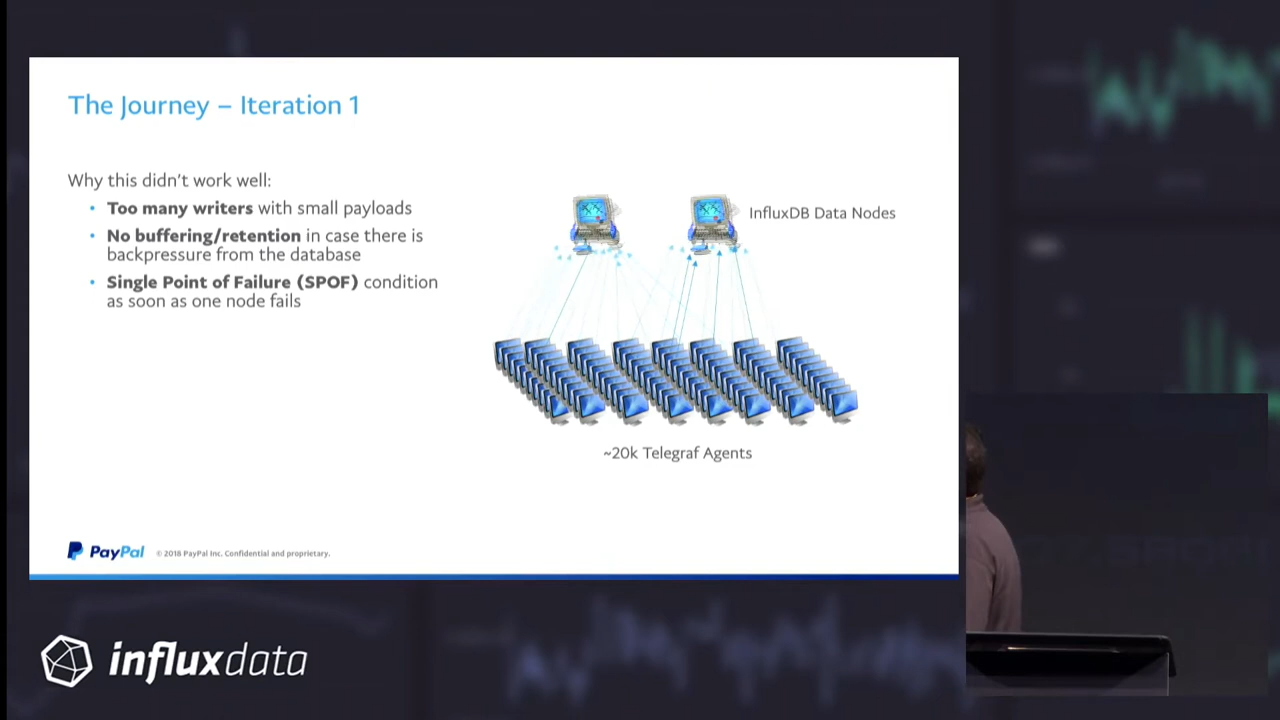 The Journey – Iteration 1
Why this didn't work well:
• Too many writers with small payloads
• No buffering/retention in case there is
backpressure from the database
• Single Point of Failure (SPOF) condition
as soon as one node fails
InfluxDB Data Nodes
~20k Telegraf Agents
PayPal © 2018 PayPal Inc. Confidential and proprietary.
influxdata